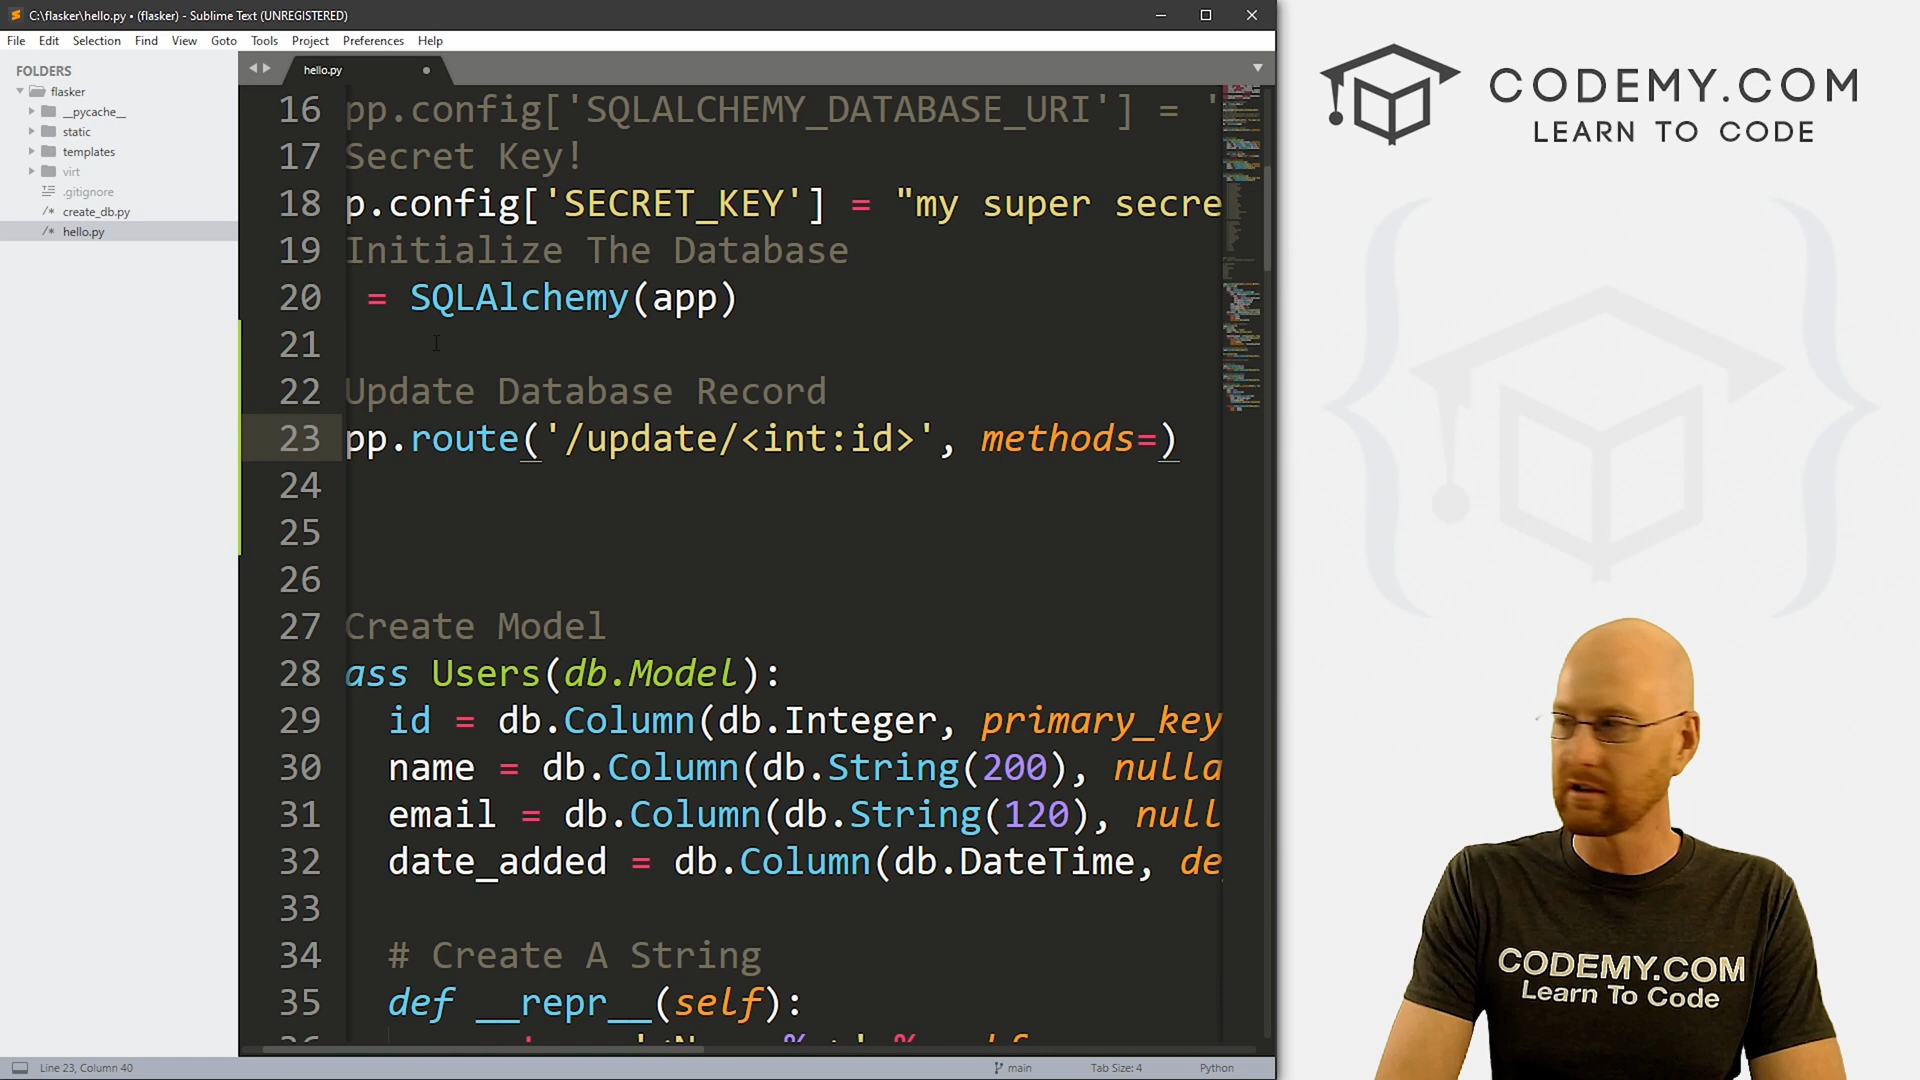 C:\flasker\hello.py • (flasker) - Sublime Text (UNREGISTERED)
File Edit Selection Find View Goto Tools Project Preferences Help
FOLDERS
flasker
__pycache__
static
templates
virt
.gitignore
create_db.py
hello.py
hello.py
16 pp.config['SQLALCHEMY_DATABASE_URI'] = '
17 Secret Key!
18 p.config['SECRET_KEY'] = "my super secre
19 Initialize The Database
20 = SQLAlchemy(app)
21
22 Update Database Record
23 pp.route('/update/<int:id>', methods=)
24
25
26
27 Create Model
28 ass Users(db.Model):
29 id = db.Column(db.Integer, primary_key
30 name = db.Column(db.String(200), nulla
31 email = db.Column(db.String(120), null
32 date_added = db.Column(db.DateTime, de
33
34 # Create A String
35 def __repr__(self):
Line 23, Column 40
main
Tab Size: 4
Python
CODEMY.COM
LEARN TO CODE
CODEMY.COM
Learn To Code